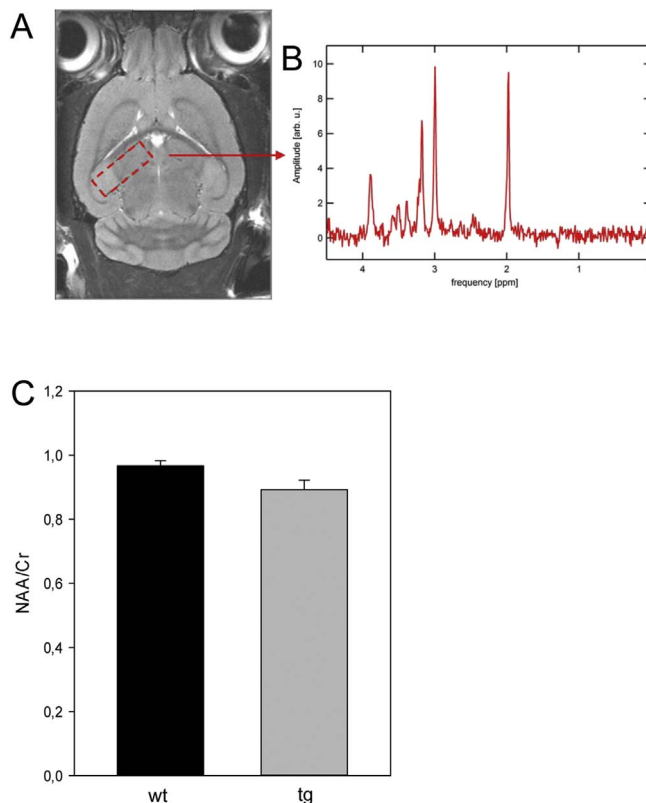 A
B
Amplitude [arb. u.]
10
8
6
4
2
0
4 3 2 1
frequency [ppm]
C
NAA/Cr
1,2
1,0
0,8
0,6
0,4
0,2
0,0
wt tg